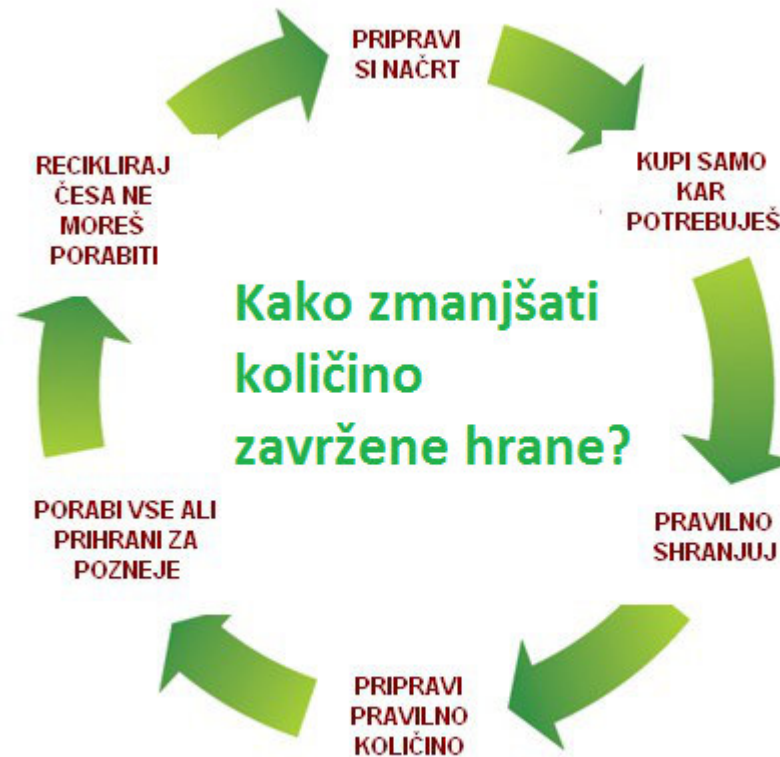 Kako zmanjšati
količino
zavržene hrane?
PRIPRAVI
SI NAČRT
KUPI SAMO
KAR
POTREBUJEŠ
PRAVILNO
SHRANJUJ
PRIPRAVI
PRAVILNO
KOLIČINO
PORABI VSE ALI
PRIHRANI ZA
POZNEJE
RECIKLIRAJ
ČESA NE
MOREŠ
PORABITI